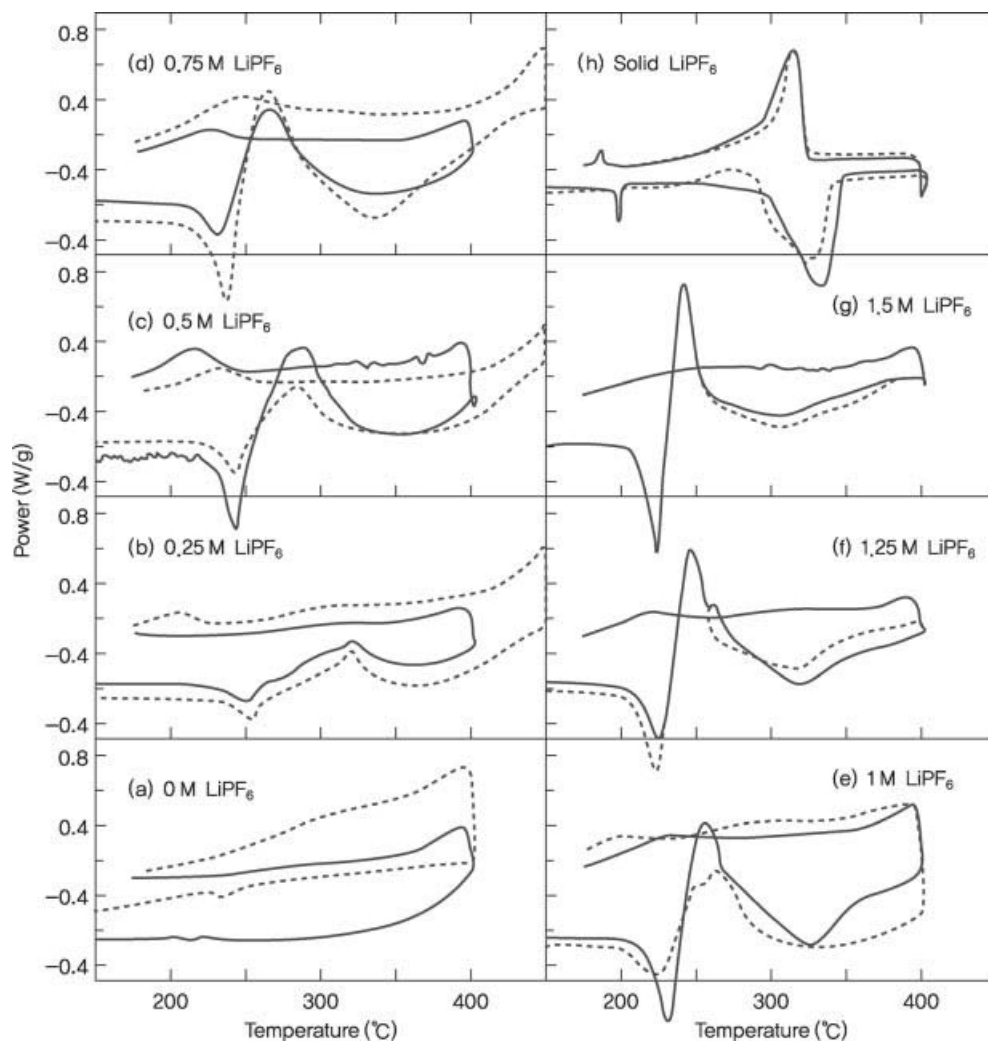 0.8
0.4
−0.4
−0.4
(d) 0.75 M LiPF6
(h) Solid LiPF6
0.8
0.4
−0.4
−0.4
(c) 0.5 M LiPF6
(g) 1.5 M LiPF6
0.8
0.4
−0.4
−0.4
(b) 0.25 M LiPF6
(f) 1.25 M LiPF6
0.8
0.4
−0.4
−0.4
(a) 0 M LiPF6
(e) 1 M LiPF6
Power (W/g)
200 300 400 200 300 400
Temperature (℃) Temperature (℃)